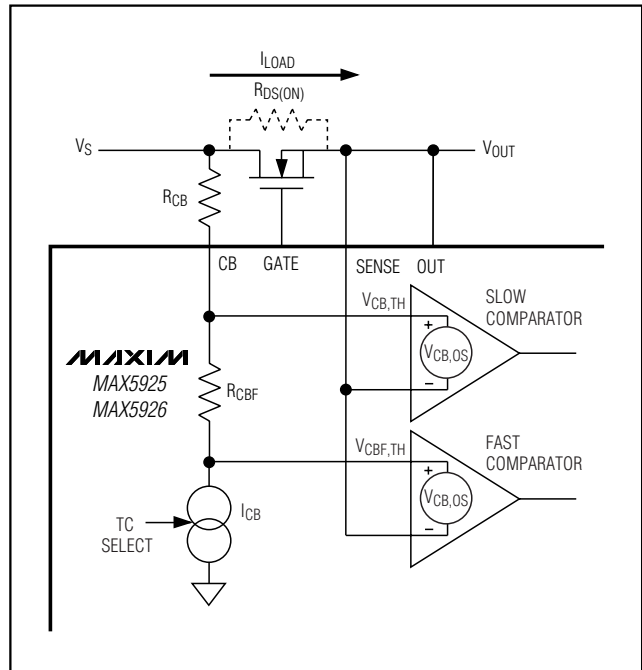 ILOAD
RDS(ON)
VS
VOUT
RCB
CB GATE SENSE OUT
VCB,TH
SLOW
COMPARATOR
+
VCB,OS
−
MAXIM
MAX5925
MAX5926
RCBF
VCBF,TH
FAST
COMPARATOR
+
VCB,OS
−
TC
SELECT
ICB